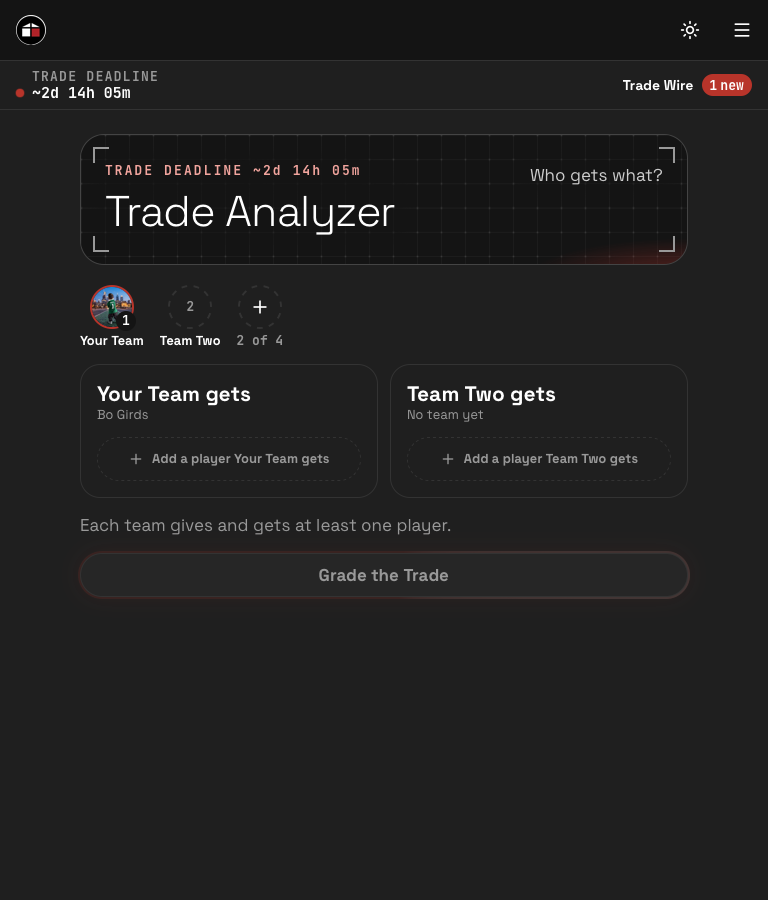 TRADE DEADLINE
~2d 14h 05m
Trade Wire
1 new
TRADE DEADLINE ~2d 14h 05m
Who gets what?
Trade Analyzer
1
2
Your Team
Team Two
2 of 4
Your Team gets
Bo Girds
Add a player Your Team gets
Team Two gets
No team yet
Add a player Team Two gets
Each team gives and gets at least one player.
Grade the Trade